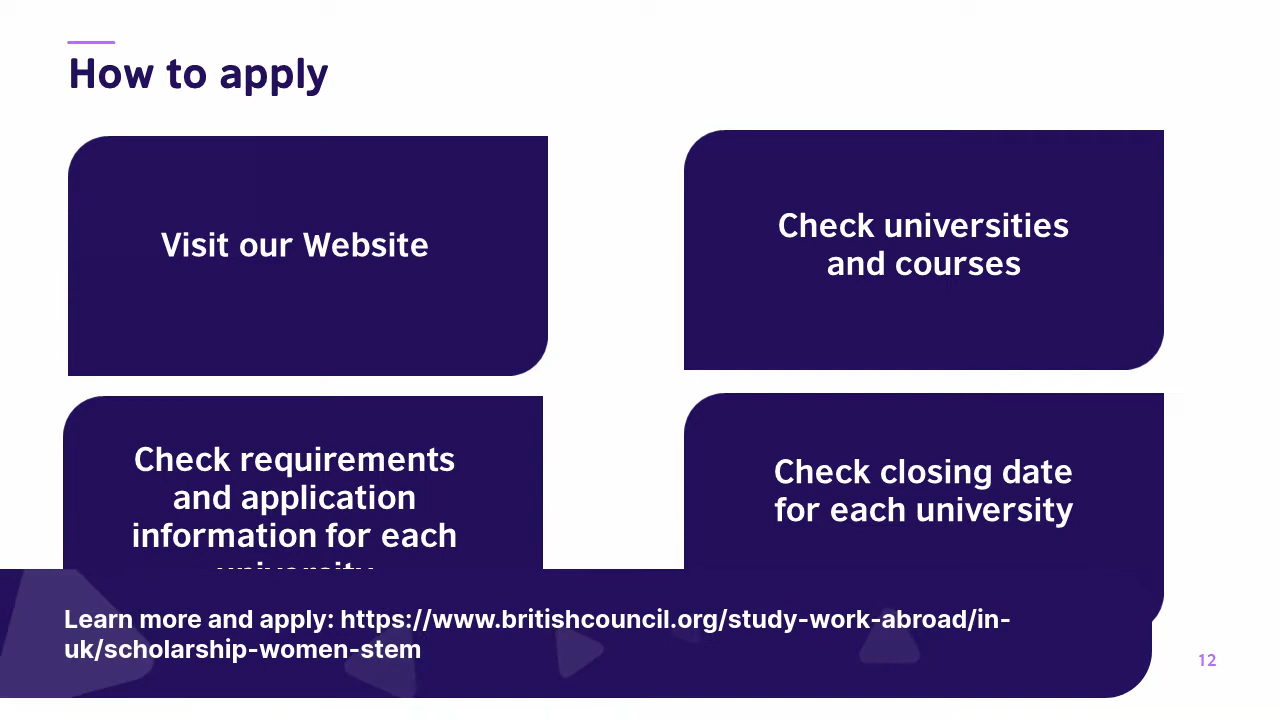 How to apply
Visit our Website
Check universities
and courses
Check requirements
and application
information for each
university
Check closing date
for each university
Learn more and apply: https://www.britishcouncil.org/study-work-abroad/in-
uk/scholarship-women-stem
12